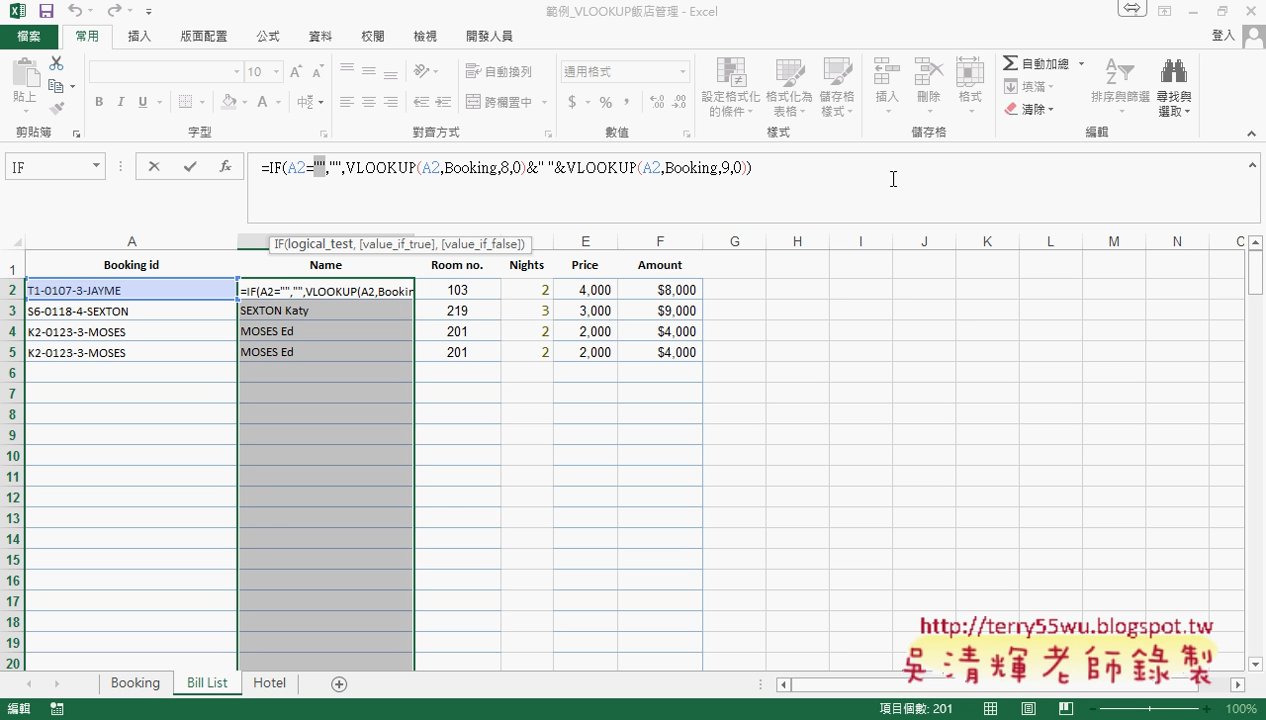 範例_VLOOKUP飯店管理 - Excel
檔案 常用 插入 版面配置 公式 資料 校閱 檢視 開發人員 登入
貼上 10 自動換列 通用格式 設定格式化的條件 格式化為表格 儲存格樣式 插入 刪除 格式 自動加總 填滿 清除 排序與篩選 尋找與選取
B I U 中 跨欄置中 $ % ,
剪貼簿 字型 對齊方式 數值 樣式 儲存格 編輯
IF fx =IF(A2="","",VLOOKUP(A2,Booking,8,0)&" "&VLOOKUP(A2,Booking,9,0))
IF(logical_test, [value_if_true], [value_if_false])
A E F G H I J K L M N O
1 Booking id Name Room no. Nights Price Amount
2 T1-0107-3-JAYME =IF(A2="","",VLOOKUP(A2,Bookin 103 2 4,000 $8,000
3 S6-0118-4-SEXTON SEXTON Katy 219 3 3,000 $9,000
4 K2-0123-3-MOSES MOSES Ed 201 2 2,000 $4,000
5 K2-0123-3-MOSES MOSES Ed 201 2 2,000 $4,000
6
7
8
9
10
11
12
13
14
15
16
17
18
19
20
http://terry55wu.blogspot.tw
吳清輝老師錄製
Booking Bill List Hotel
編輯 項目個數: 201 100%